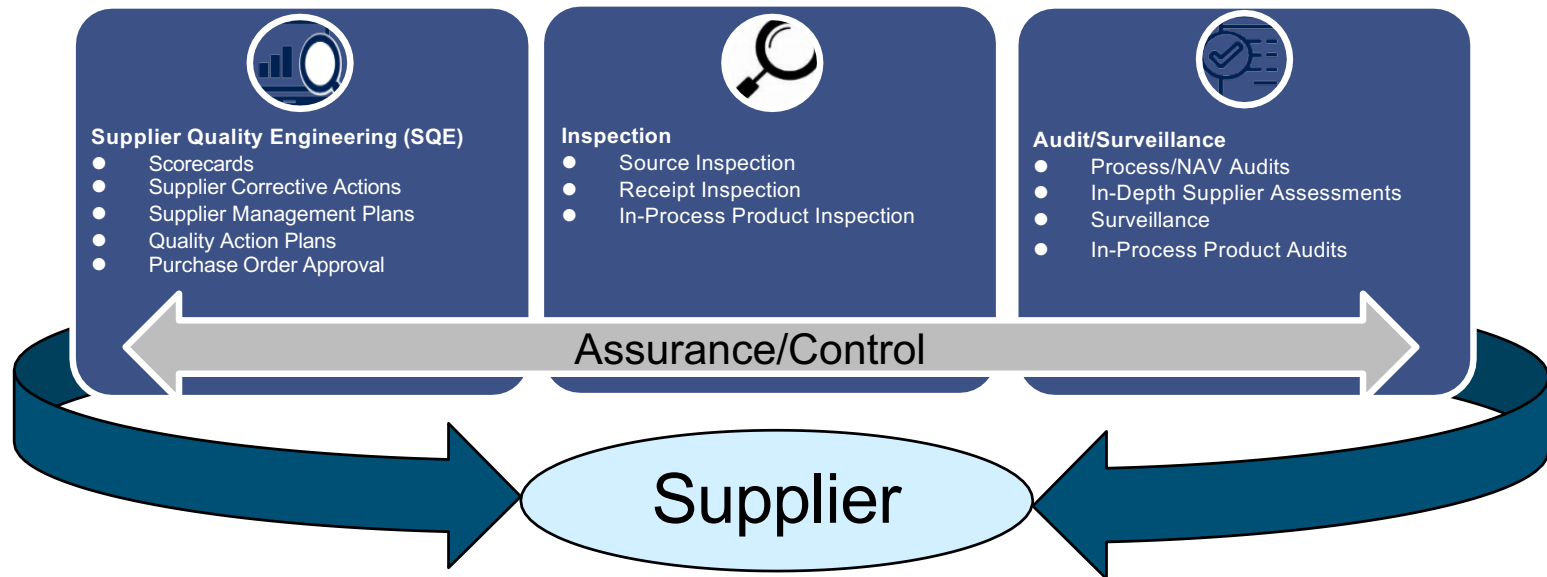 Supplier Quality Engineering (SQE)
● Scorecards
● Supplier Corrective Actions
● Supplier Management Plans
● Quality Action Plans
● Purchase Order Approval
Inspection
● Source Inspection
● Receipt Inspection
● In-Process Product Inspection
Audit/Surveillance
● Process/NAV Audits
● In-Depth Supplier Assessments
● Surveillance
● In-Process Product Audits
Assurance/Control
Supplier